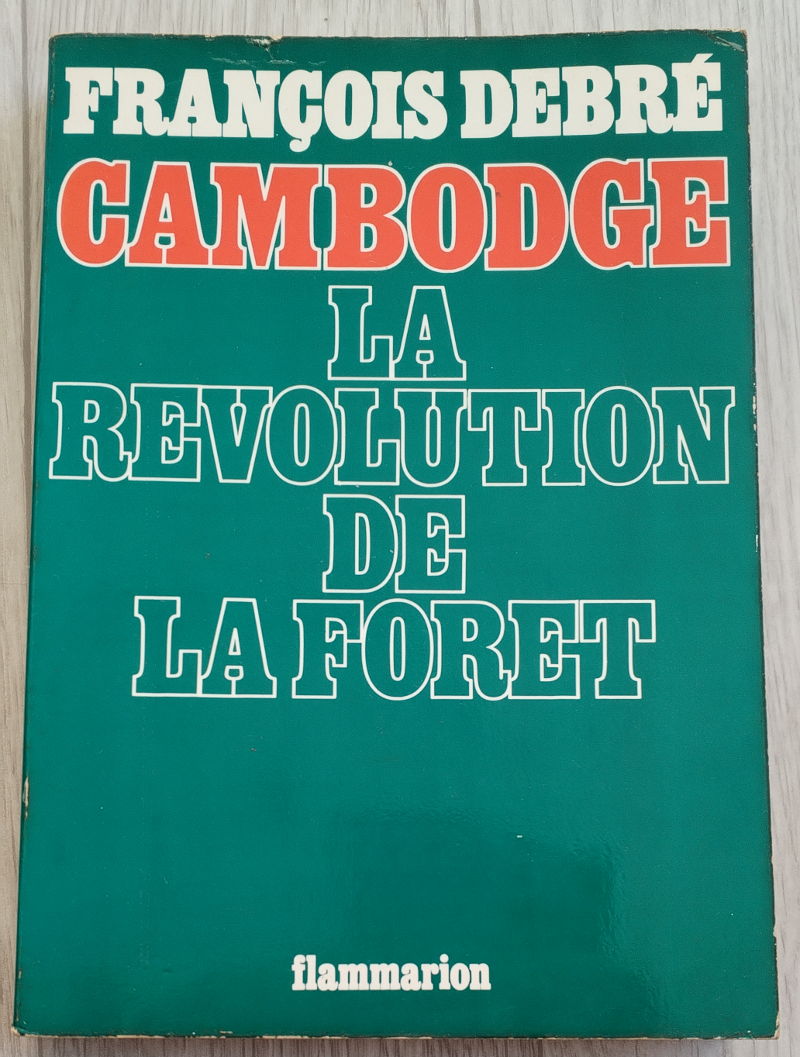 FRANÇOIS DEBRÉ
CAMBODGE
LA
REVOLUTION
DE
LA FORET
flammarion